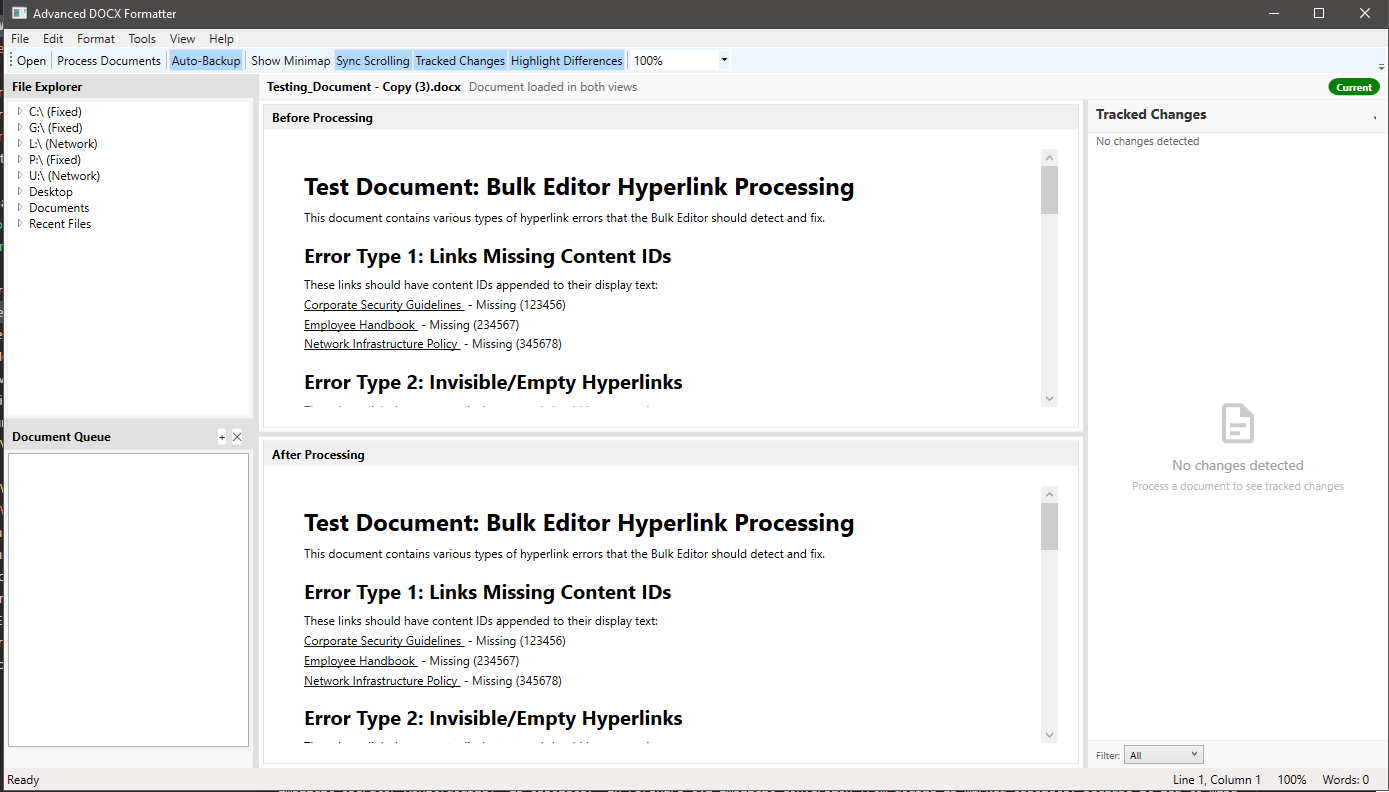 Advanced DOCX Formatter
File Edit Format Tools View Help
Open Process Documents Auto-Backup Show Minimap Sync Scrolling Tracked Changes Highlight Differences 100%
File Explorer
C:\ (Fixed)
G:\ (Fixed)
L:\ (Network)
P:\ (Fixed)
U:\ (Network)
Desktop
Documents
Recent Files
Document Queue
+
Testing_Document - Copy (3).docx Document loaded in both views
Current
Before Processing
Test Document: Bulk Editor Hyperlink Processing
This document contains various types of hyperlink errors that the Bulk Editor should detect and fix.
Error Type 1: Links Missing Content IDs
These links should have content IDs appended to their display text:
Corporate Security Guidelines - Missing (123456)
Employee Handbook - Missing (234567)
Network Infrastructure Policy - Missing (345678)
Error Type 2: Invisible/Empty Hyperlinks
After Processing
Test Document: Bulk Editor Hyperlink Processing
This document contains various types of hyperlink errors that the Bulk Editor should detect and fix.
Error Type 1: Links Missing Content IDs
These links should have content IDs appended to their display text:
Corporate Security Guidelines - Missing (123456)
Employee Handbook - Missing (234567)
Network Infrastructure Policy - Missing (345678)
Error Type 2: Invisible/Empty Hyperlinks
Tracked Changes
No changes detected
No changes detected
Process a document to see tracked changes
Filter: All
Ready
Line 1, Column 1 100% Words: 0